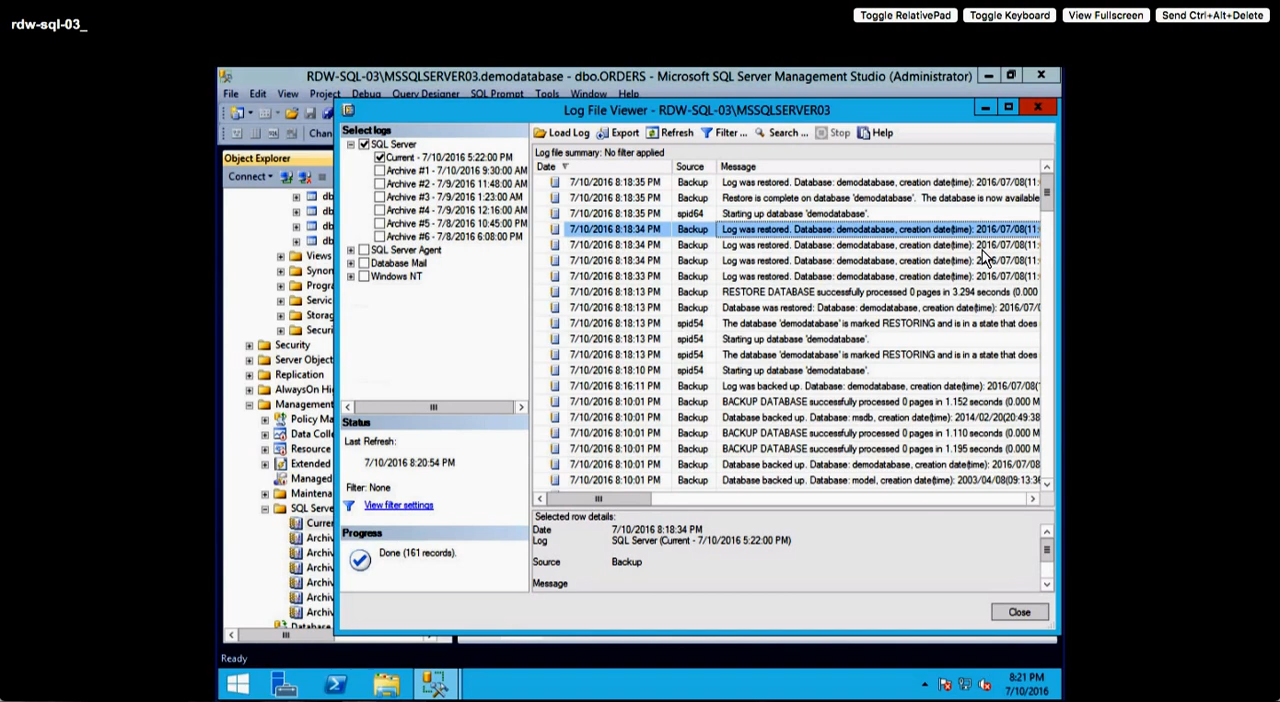 rdw-sql-03_
Toggle RelativePad
Toggle Keyboard
View Fullscreen
Send Ctrl+Alt+Delete
RDW-SQL-03\MSSQLSERVER03.demodatabase - dbo.ORDERS - Microsoft SQL Server Management Studio (Administrator)
File Edit View Project Debug Query Designer SQL Prompt Tools Window Help
Log File Viewer - RDW-SQL-03\MSSQLSERVER03
Chan
Object Explorer
Connect
db
db
db
db
Views
Synon
Progra
Servic
Storag
Securi
Security
Server Object
Replication
AlwaysOn Hi
Management
Policy Ma
Data Colle
Resource
Extended
Managed
Maintena
SQL Serve
Curre
Archiv
Archiv
Archiv
Archiv
Archiv
Archiv
Database
Select logs
SQL Server
Current - 7/10/2016 5:22:00 PM
Archive #1 - 7/10/2016 9:30:00 AM
Archive #2 - 7/9/2016 11:48:00 AM
Archive #3 - 7/9/2016 1:23:00 AM
Archive #4 - 7/9/2016 12:16:00 AM
Archive #5 - 7/8/2016 10:45:00 PM
Archive #6 - 7/8/2016 6:08:00 PM
SQL Server Agent
Database Mail
Windows NT
Status
Last Refresh:
7/10/2016 8:20:54 PM
Filter: None
View filter settings
Progress
Done (161 records).
Load Log Export Refresh Filter ... Search ... Stop Help
Log file summary: No filter applied
Date Source Message
7/10/2016 8:18:35 PM Backup Log was restored. Database: demodatabase, creation date(time): 2016/07/08(11:
7/10/2016 8:18:35 PM Backup Restore is complete on database 'demodatabase'. The database is now available
7/10/2016 8:18:35 PM spid64 Starting up database 'demodatabase'.
7/10/2016 8:18:34 PM Backup Log was restored. Database: demodatabase, creation date(time): 2016/07/08(11:
7/10/2016 8:18:34 PM Backup Log was restored. Database: demodatabase, creation date(time): 2016/07/08(11:
7/10/2016 8:18:34 PM Backup Log was restored. Database: demodatabase, creation date(time): 2016/07/08(11:
7/10/2016 8:18:33 PM Backup Log was restored. Database: demodatabase, creation date(time): 2016/07/08(11:
7/10/2016 8:18:13 PM Backup RESTORE DATABASE successfully processed 0 pages in 3.294 seconds (0.000
7/10/2016 8:18:13 PM Backup Database was restored: Database: demodatabase, creation date(time): 2016/07/0
7/10/2016 8:18:13 PM spid54 The database 'demodatabase' is marked RESTORING and is in a state that does
7/10/2016 8:18:13 PM spid54 Starting up database 'demodatabase'.
7/10/2016 8:18:13 PM spid54 The database 'demodatabase' is marked RESTORING and is in a state that does
7/10/2016 8:18:10 PM spid54 Starting up database 'demodatabase'.
7/10/2016 8:16:11 PM Backup Log was backed up. Database: demodatabase, creation date(time): 2016/07/08(
7/10/2016 8:10:01 PM Backup BACKUP DATABASE successfully processed 0 pages in 1.152 seconds (0.000 M
7/10/2016 8:10:01 PM Backup Database backed up. Database: msdb, creation date(time): 2014/02/20(20:49:38
7/10/2016 8:10:01 PM Backup BACKUP DATABASE successfully processed 0 pages in 1.110 seconds (0.000 M
7/10/2016 8:10:01 PM Backup BACKUP DATABASE successfully processed 0 pages in 1.195 seconds (0.000 M
7/10/2016 8:10:01 PM Backup Database backed up. Database: demodatabase, creation date(time): 2016/07/08
7/10/2016 8:10:01 PM Backup Database backed up. Database: model, creation date(time): 2003/04/08(09:13:36
Selected row details:
Date 7/10/2016 8:18:34 PM
Log SQL Server (Current - 7/10/2016 5:22:00 PM)
Source Backup
Message
Close
Ready
8:21 PM
7/10/2016